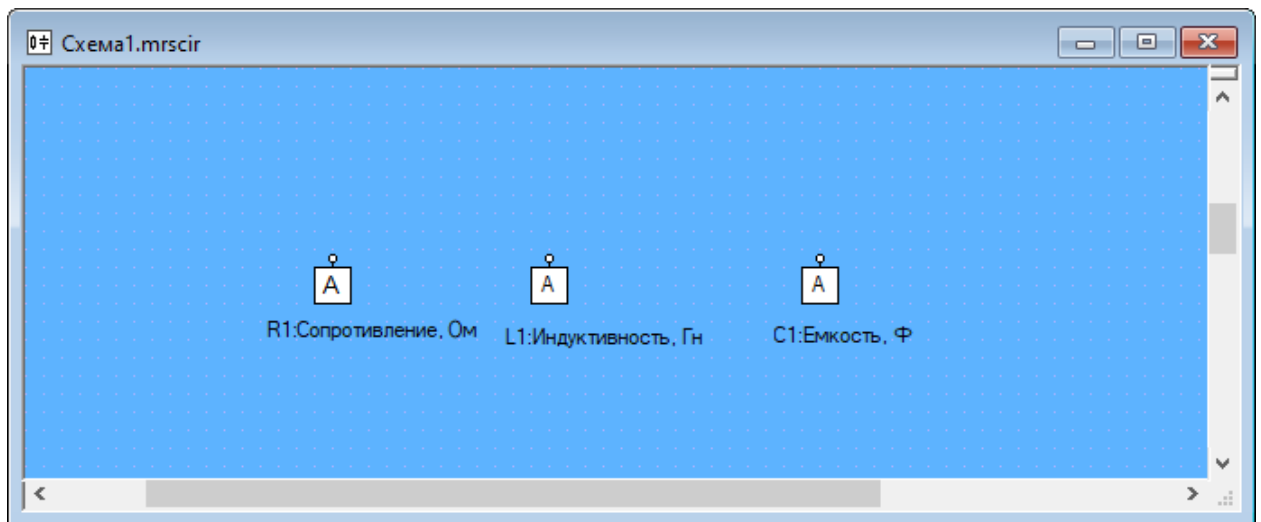 Схема1.mrscir
A A A
R1:Сопротивление, Ом L1:Индуктивность, Гн C1:Емкость, Ф